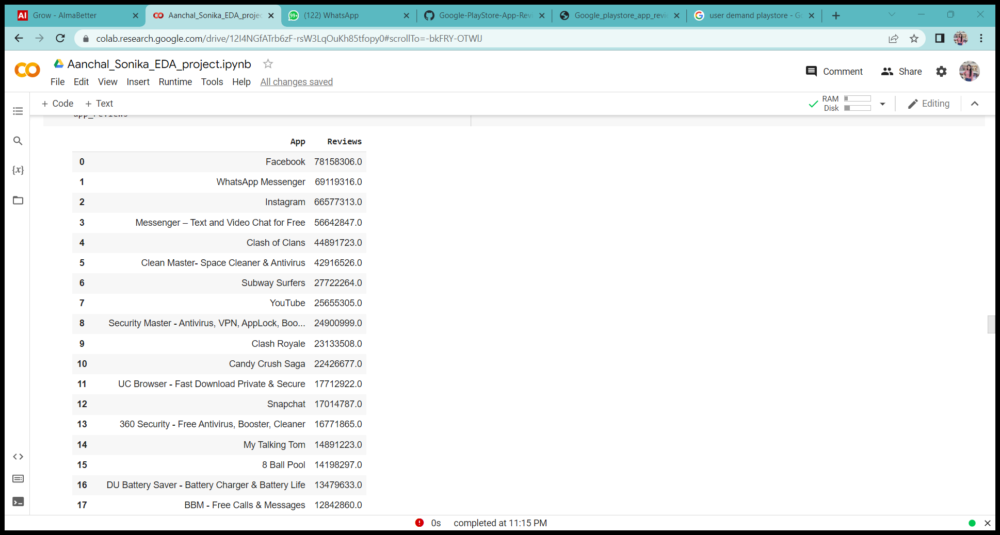 AI Grow - AlmaBetter
Aanchal_Sonika_EDA_projec
99+ (122) WhatsApp
Google-PlayStore-App-Revi
Google_playstore_app_revie
user demand playstore - Go
colab.research.google.com/drive/12I4NGfATrb6zF-rsW3LqOuKh85tfopy0#scrollTo=-bkFRY-OTWlJ
Aanchal_Sonika_EDA_project.ipynb
File Edit View Insert Runtime Tools Help All changes saved
Comment Share
+ Code + Text
RAM
Disk
Editing
app_reviews
App Reviews
0 Facebook 78158306.0
1 WhatsApp Messenger 69119316.0
2 Instagram 66577313.0
3 Messenger – Text and Video Chat for Free 56642847.0
4 Clash of Clans 44891723.0
5 Clean Master- Space Cleaner & Antivirus 42916526.0
6 Subway Surfers 27722264.0
7 YouTube 25655305.0
8 Security Master - Antivirus, VPN, AppLock, Boo... 24900999.0
9 Clash Royale 23133508.0
10 Candy Crush Saga 22426677.0
11 UC Browser - Fast Download Private & Secure 17712922.0
12 Snapchat 17014787.0
13 360 Security - Free Antivirus, Booster, Cleaner 16771865.0
14 My Talking Tom 14891223.0
15 8 Ball Pool 14198297.0
16 DU Battery Saver - Battery Charger & Battery Life 13479633.0
17 BBM - Free Calls & Messages 12842860.0
0s completed at 11:15 PM